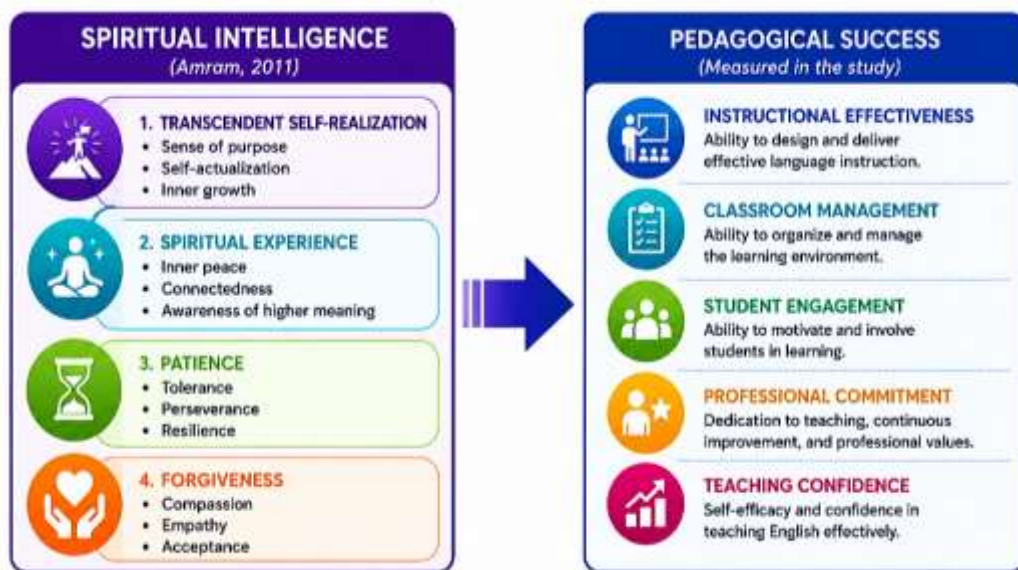 SPIRITUAL INTELLIGENCE
(Amram, 2011)
1. TRANSCENDENT SELF-REALIZATION
• Sense of purpose
• Self-actualization
• Inner growth
2. SPIRITUAL EXPERIENCE
• Inner peace
• Connectedness
• Awareness of higher meaning
3. PATIENCE
• Tolerance
• Perseverance
• Resilience
4. FORGIVENESS
• Compassion
• Empathy
• Acceptance
PEDAGOGICAL SUCCESS
(Measured in the study)
INSTRUCTIONAL EFFECTIVENESS
Ability to design and deliver
effective language instruction.
CLASSROOM MANAGEMENT
Ability to organize and manage
the learning environment.
STUDENT ENGAGEMENT
Ability to motivate and involve
students in learning.
PROFESSIONAL COMMITMENT
Dedication to teaching, continuous
improvement, and professional values.
TEACHING CONFIDENCE
Self-efficacy and confidence in
teaching English effectively.